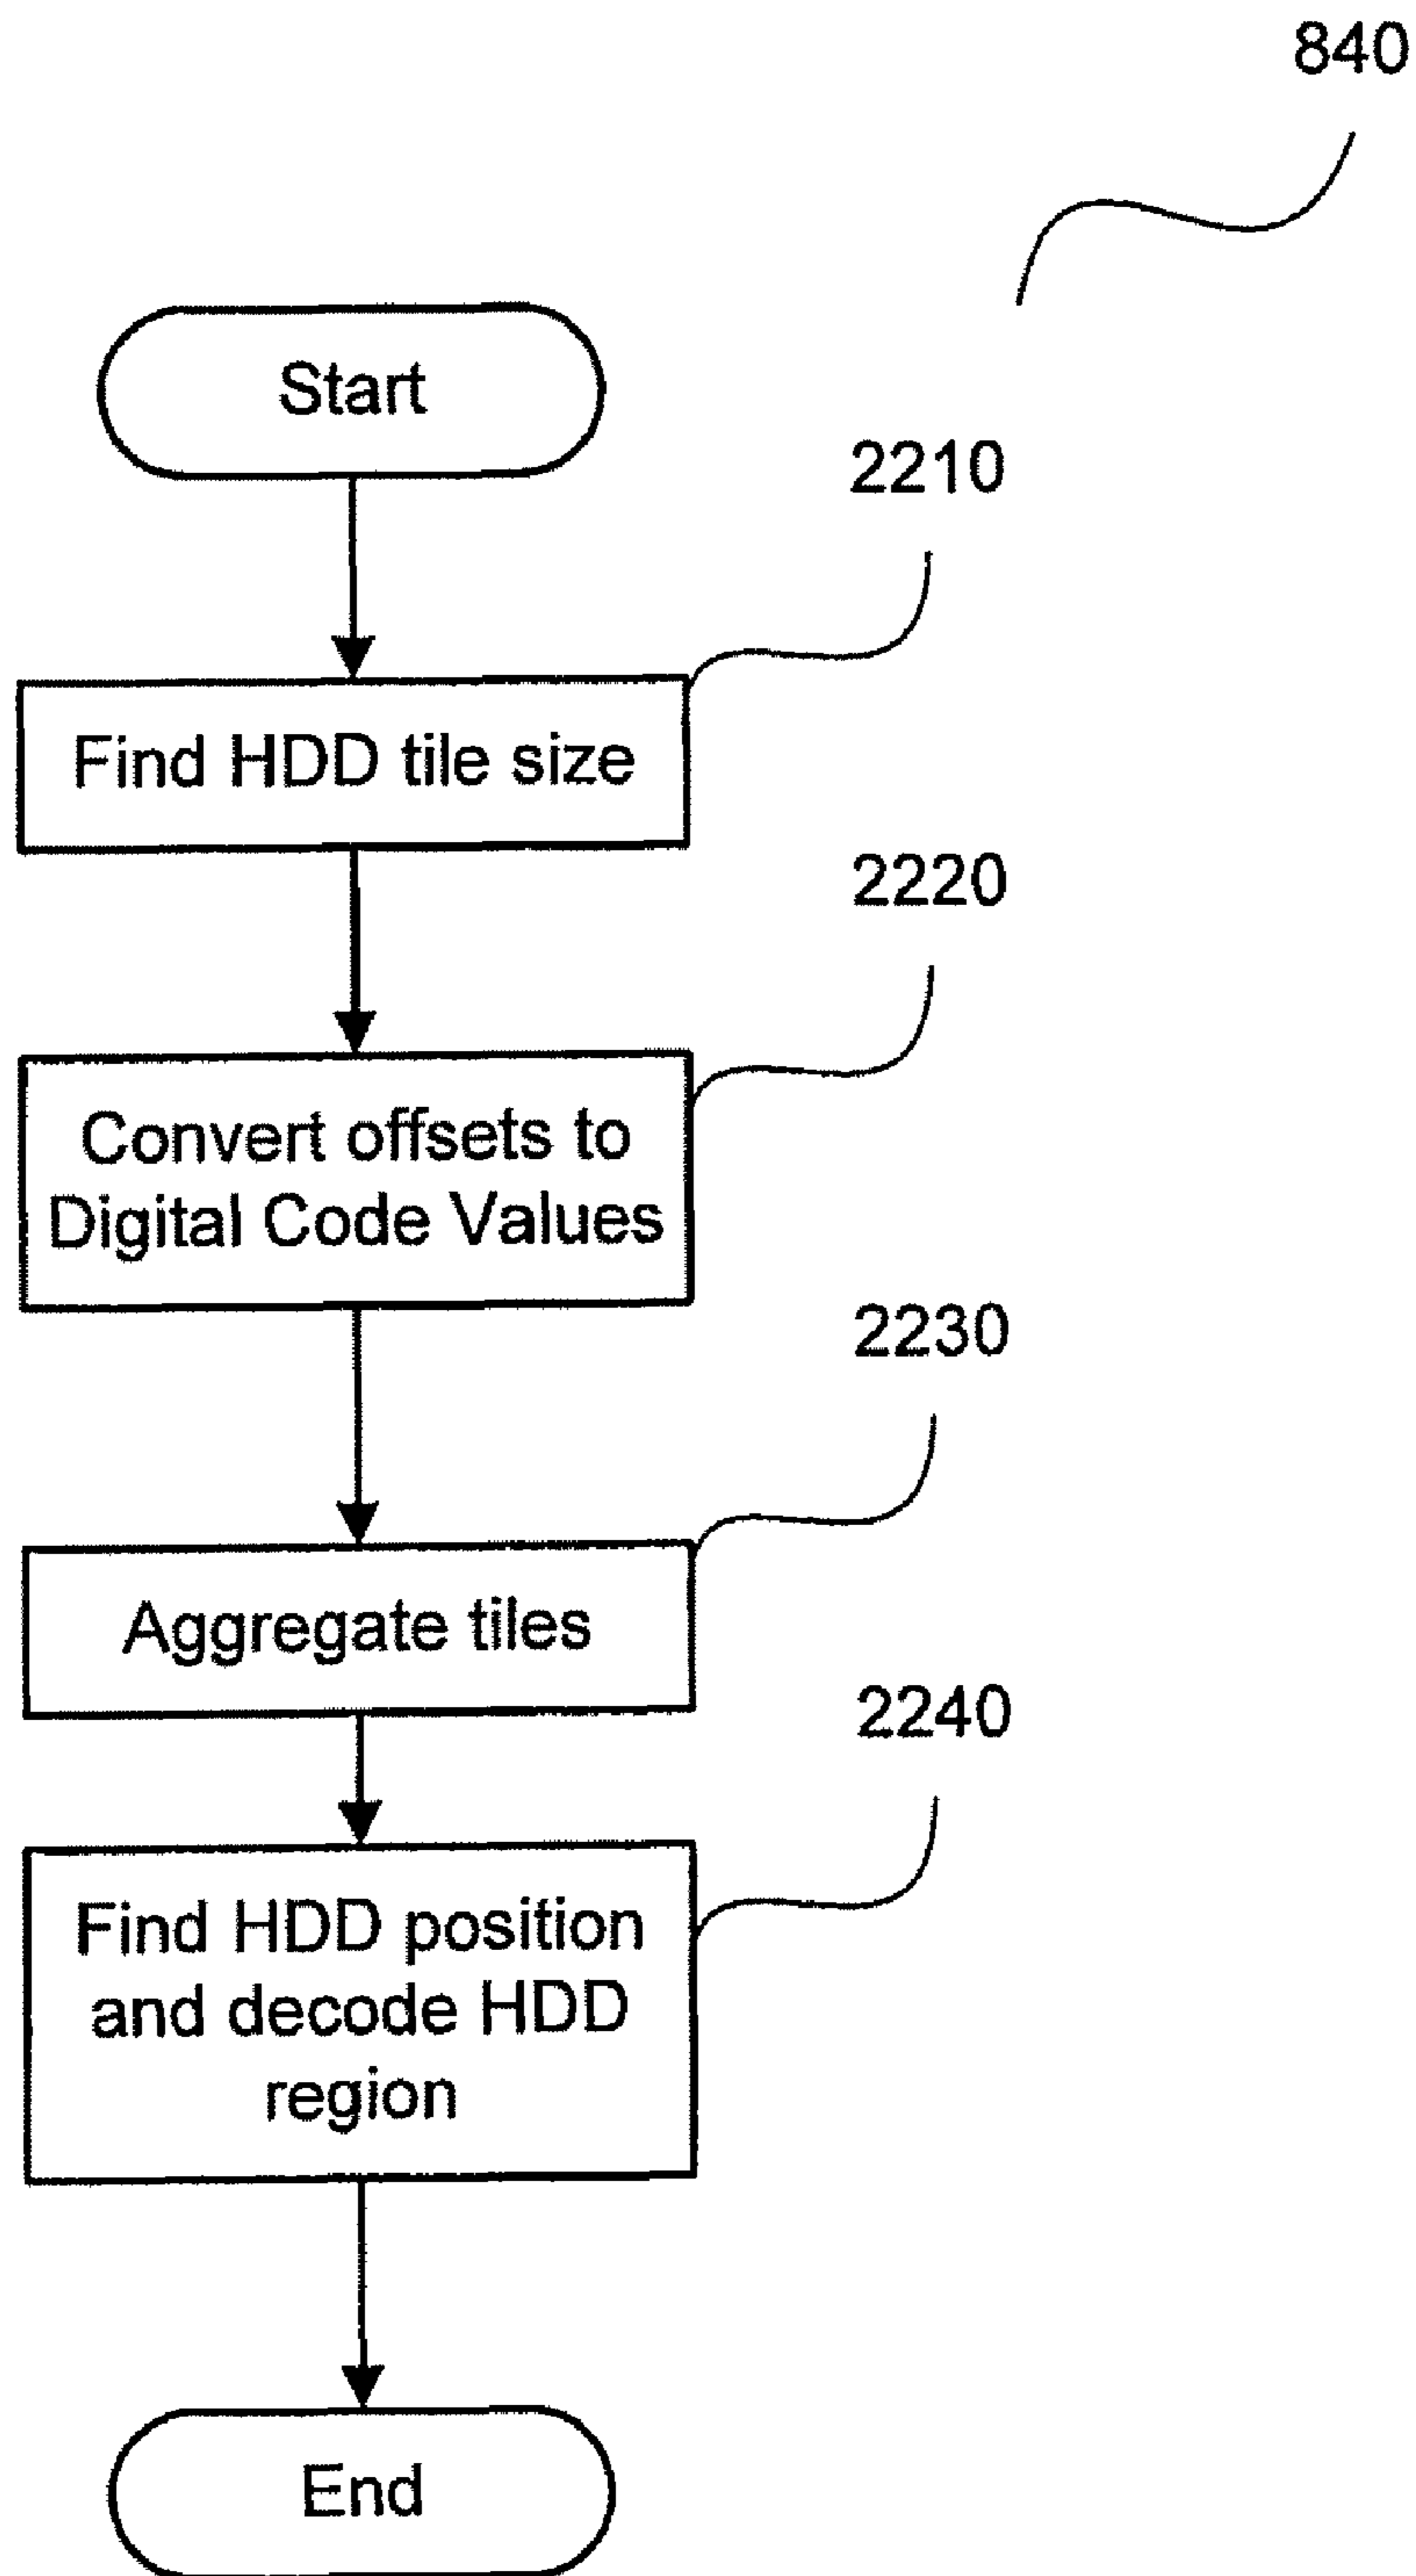 840
Start
2210
Find HDD tile size
2220
Convert offsets to
Digital Code Values
2230
Aggregate tiles
2240
Find HDD position
and decode HDD
region
End